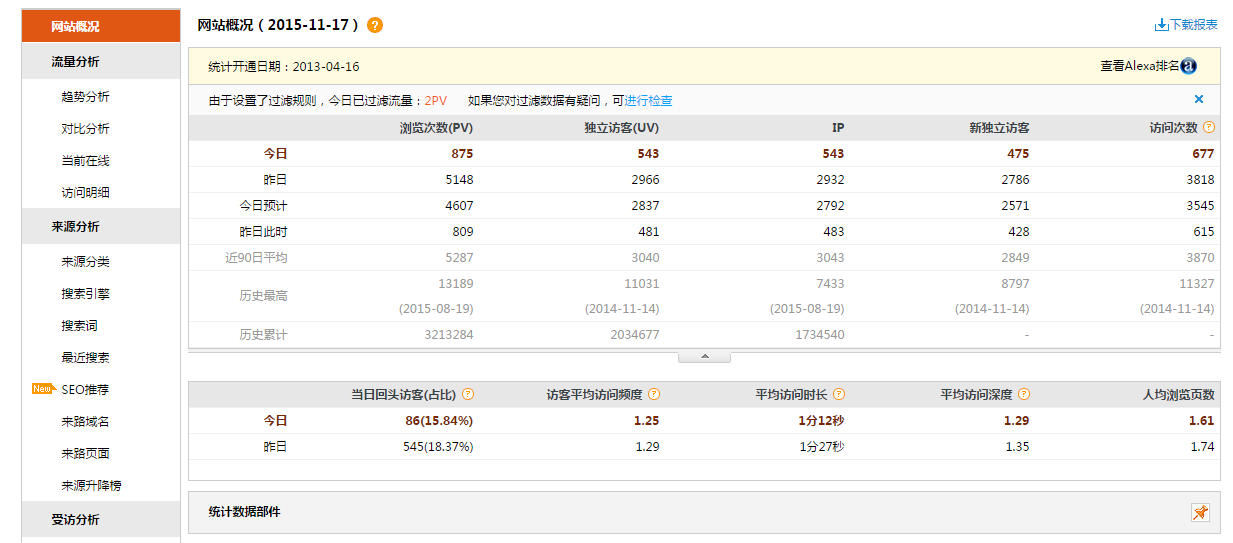 网站概况
流量分析
趋势分析
对比分析
当前在线
访问明细
来源分析
来源分类
搜索引擎
搜索词
最近搜索
New SEO推荐
来路域名
来路页面
来源升降榜
受访分析
网站概况（2015-11-17） ?
下载报表
统计开通日期：2013-04-16 查看Alexa排名 a
由于设置了过滤规则，今日已过滤流量：2PV 如果您对过滤数据有疑问，可进行检查 ×
浏览次数(PV) 独立访客(UV) IP 新独立访客 访问次数 ?
今日 875 543 543 475 677
昨日 5148 2966 2932 2786 3818
今日预计 4607 2837 2792 2571 3545
昨日此时 809 481 483 428 615
近90日平均 5287 3040 3043 2849 3870
历史最高 13189 11031 7433 8797 11327
(2015-08-19) (2014-11-14) (2015-08-19) (2014-11-14) (2014-11-14)
历史累计 3213284 2034677 1734540 - -
当日回头访客(占比) ? 访客平均访问频度 ? 平均访问时长 ? 平均访问深度 ? 人均浏览页数
今日 86(15.84%) 1.25 1分12秒 1.29 1.61
昨日 545(18.37%) 1.29 1分27秒 1.35 1.74
统计数据部件